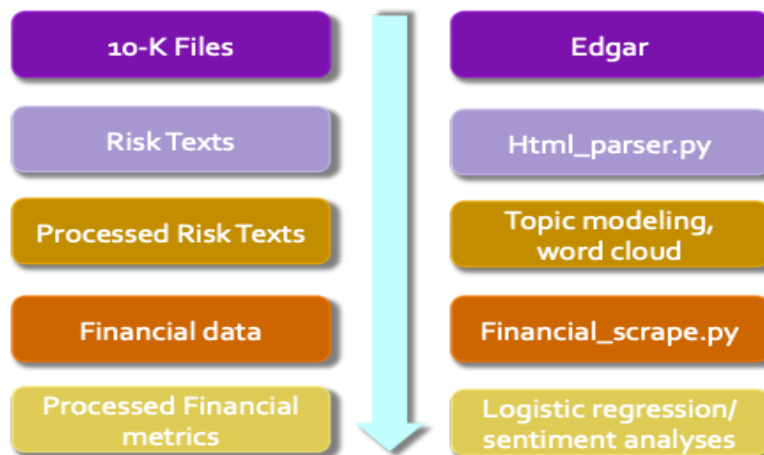 10-K Files
Edgar
Risk Texts
Html_parser.py
Processed Risk Texts
Topic modeling,
word cloud
Financial data
Financial_scrape.py
Processed Financial
metrics
Logistic regression/
sentiment analyses